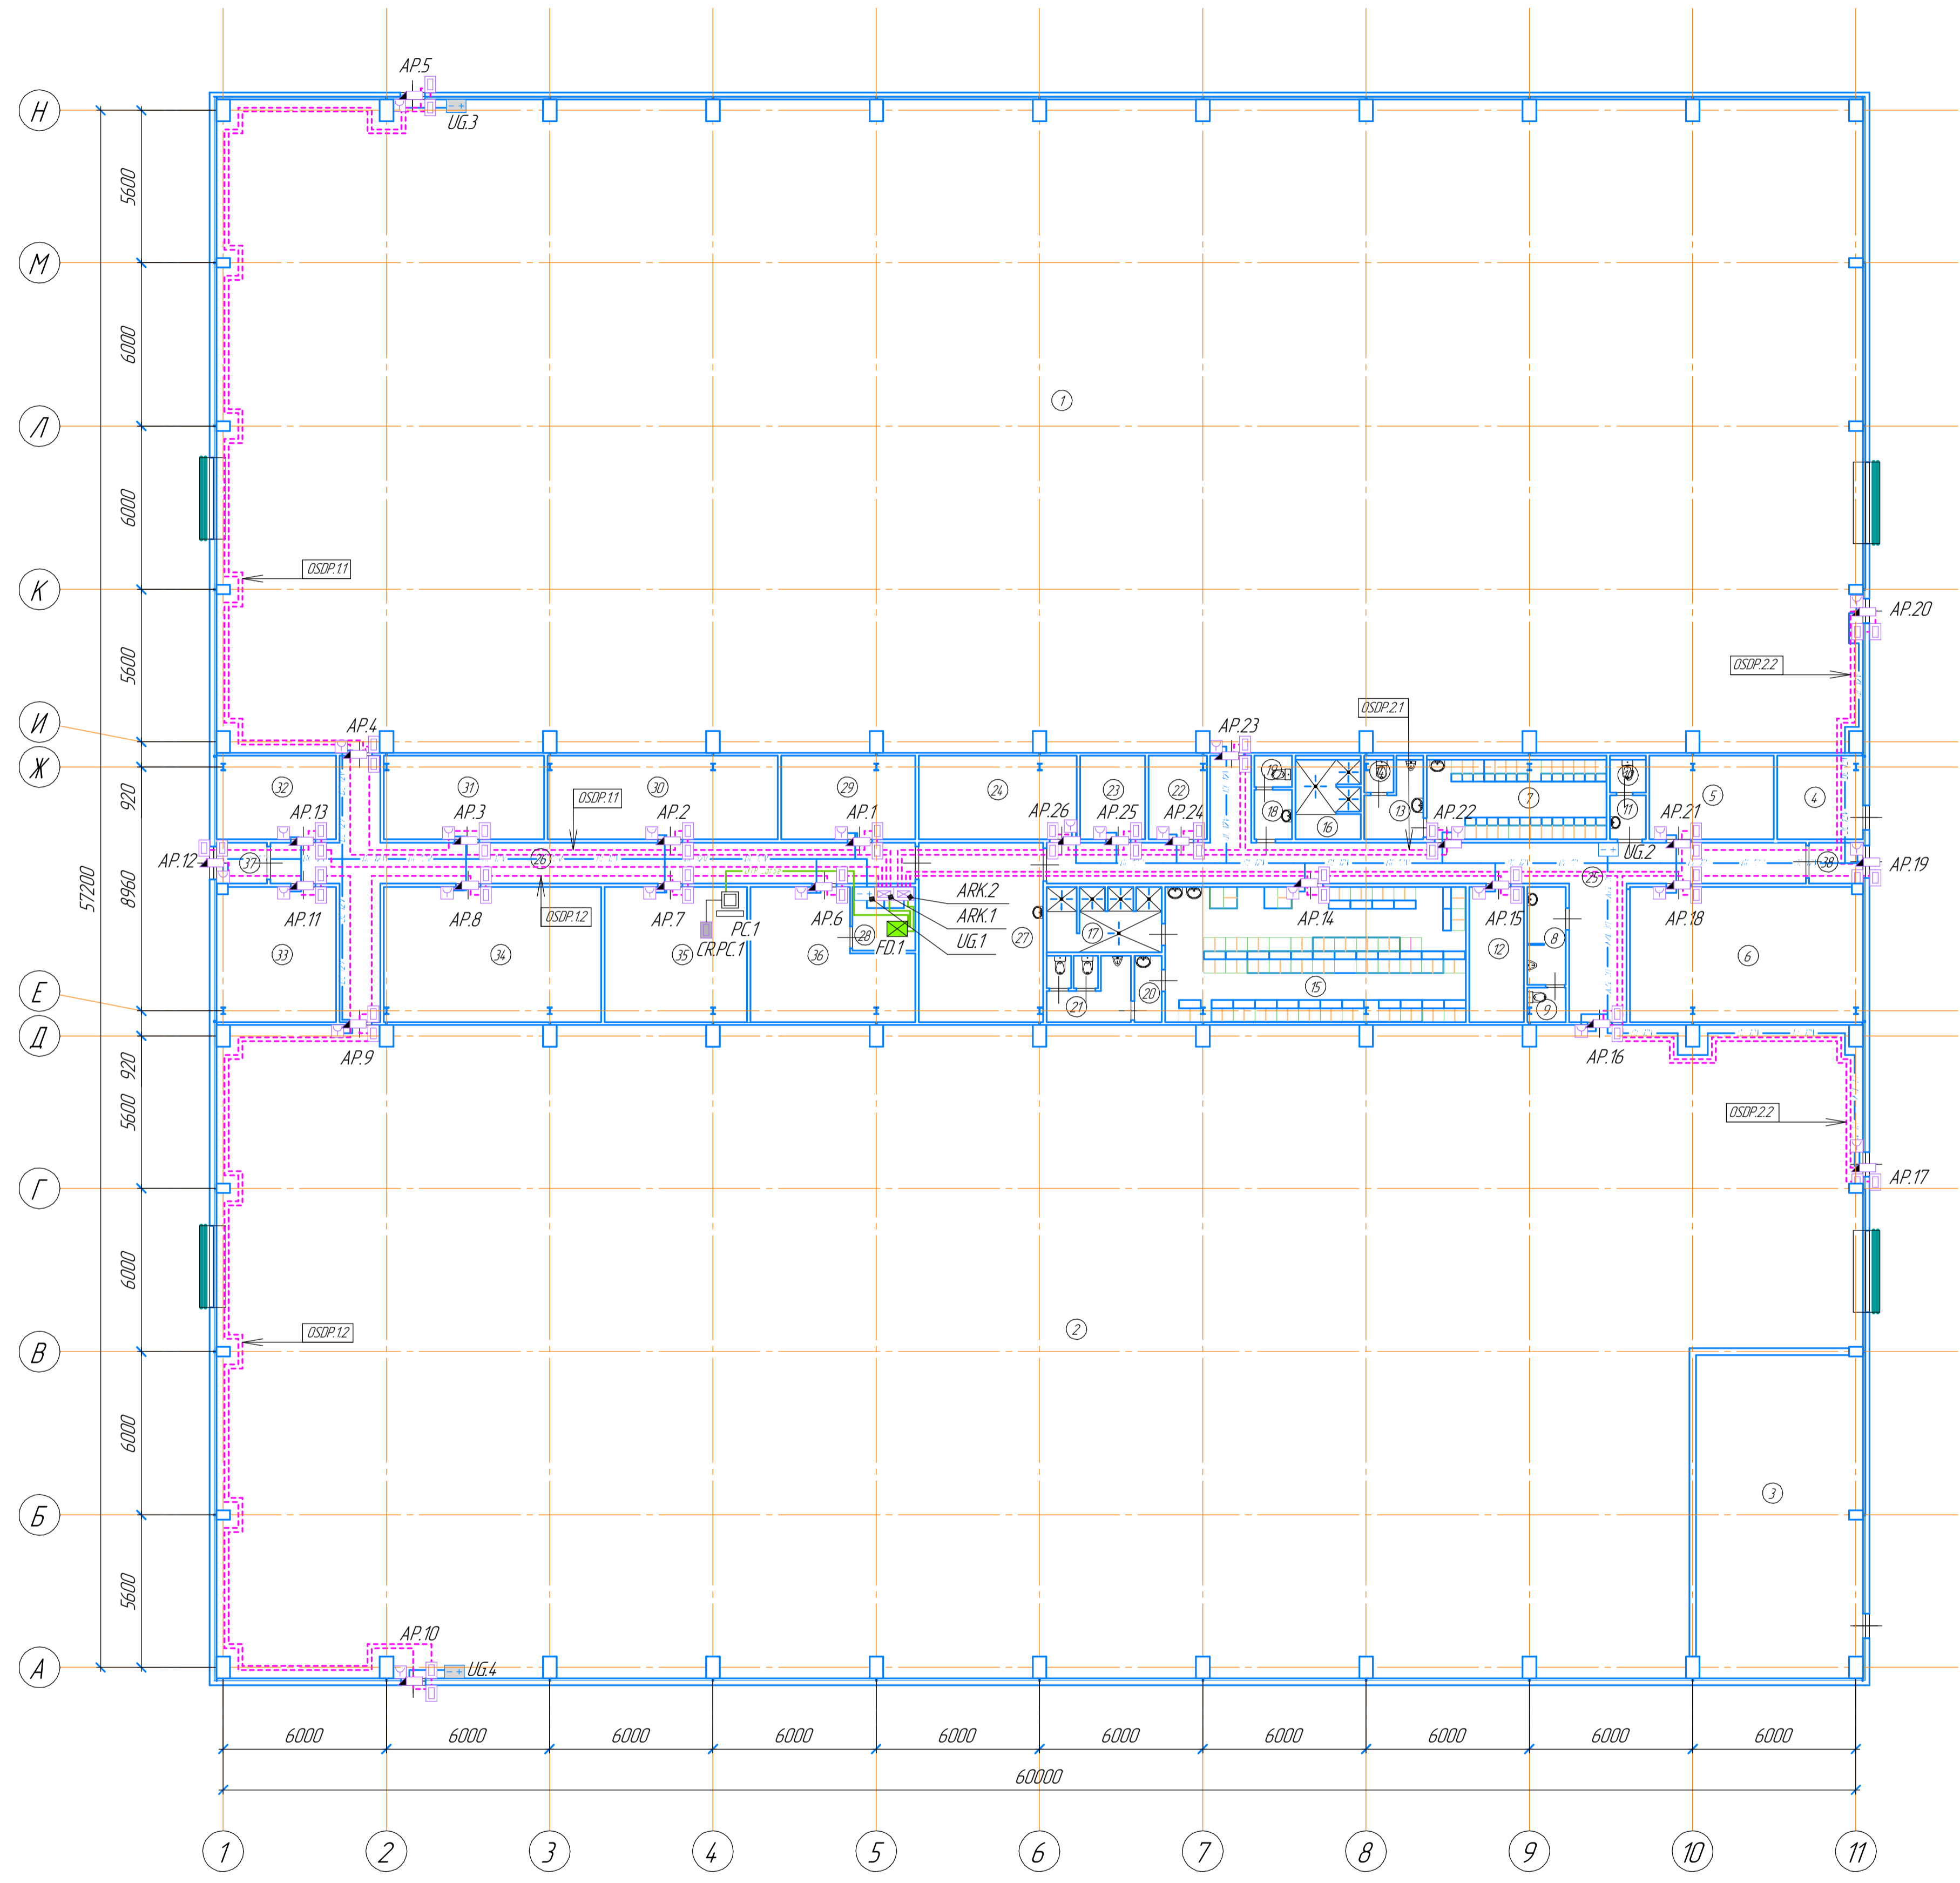 AP.5
Н
UG.3
5600
М
6000
1
Л
6000
К
OSDP.1.1
AP.20
5600
OSDP.2.2
OSDP.2.1
И
AP.4
AP.23
Ж
32
31
30
29
24
23
22
19
14
10
7
5
4
920
OSDP.1.1
18
16
13
11
AP.13
AP.3
AP.2
AP.1
AP.26
AP.25
AP.24
AP.22
AP.21
UG.2
AP.12
37
26
25
38
AP.19
57200
8960
ARK.2
ARK.1
UG.1
AP.11
AP.8
OSDP.1.2
AP.7
PC.1
CR.PC.1
AP.6
28
FD.1
27
17
AP.14
AP.15
8
AP.18
33
34
35
36
12
6
Е
21
20
15
9
Д
AP.9
AP.16
920
5600
OSDP.2.2
Г
AP.17
6000
OSDP.1.2
2
В
6000
3
Б
5600
AP.10
А
UG.4
6000 6000 6000 6000 6000 6000 6000 6000 6000 6000
60000
1 2 3 4 5 6 7 8 9 10 11